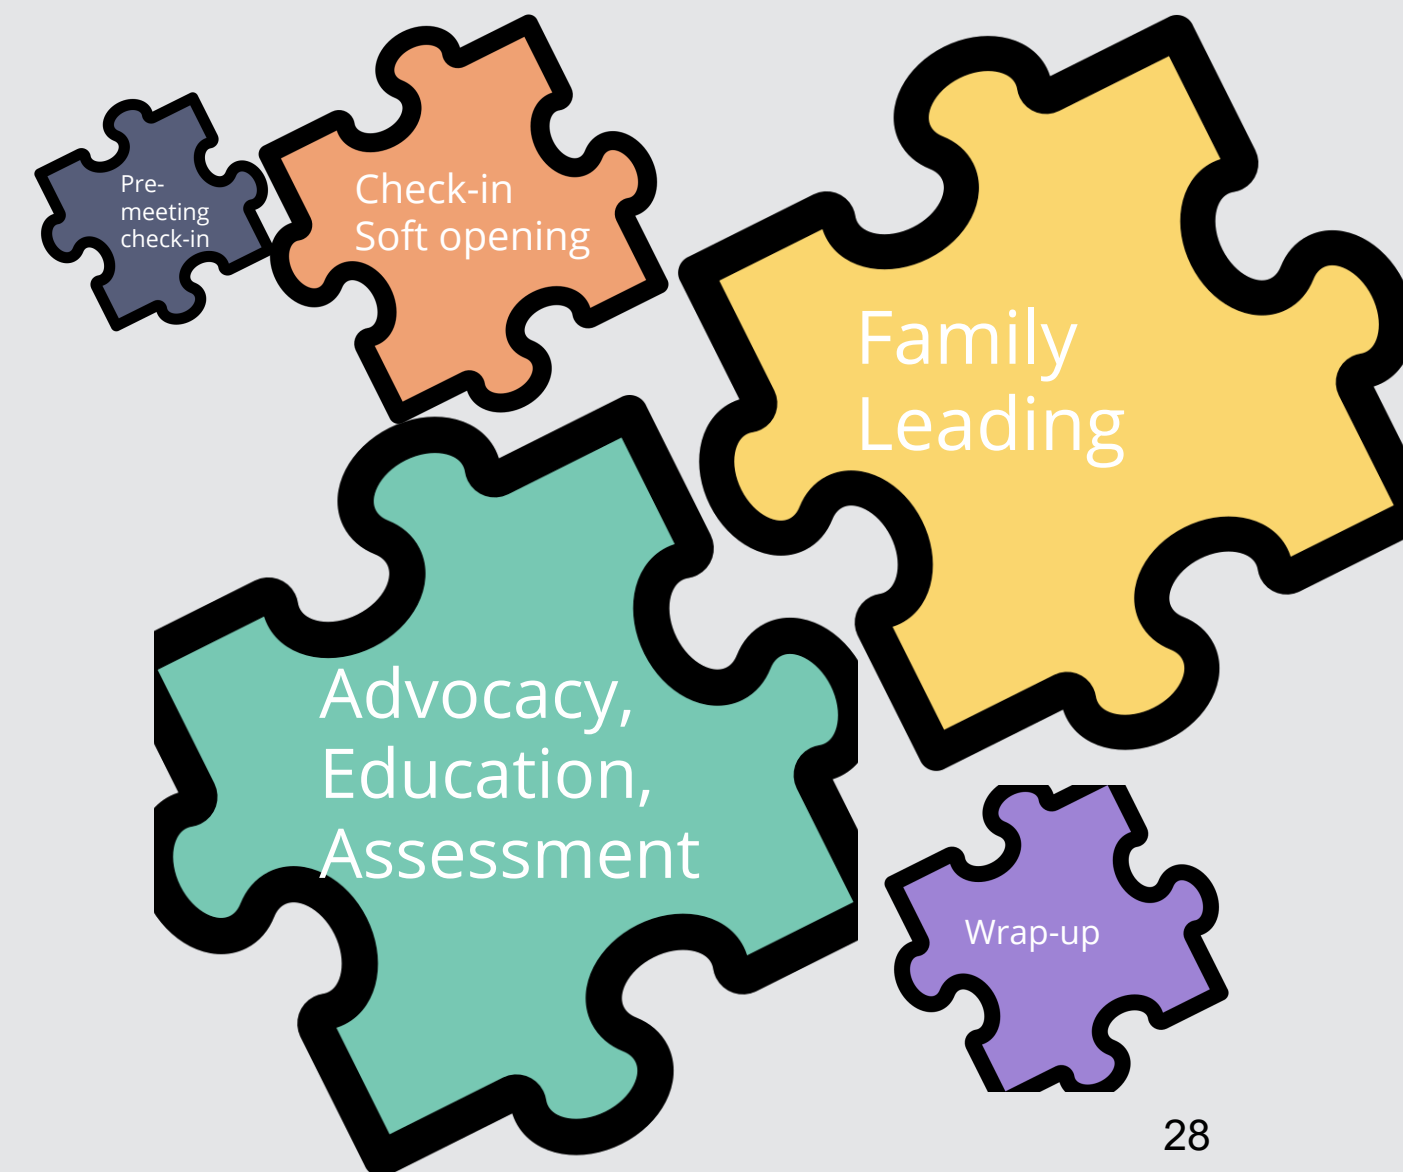 Pre-
meeting
check-in
Check-in
Soft opening
Family
Leading
Advocacy,
Education,
Assessment
Wrap-up
28